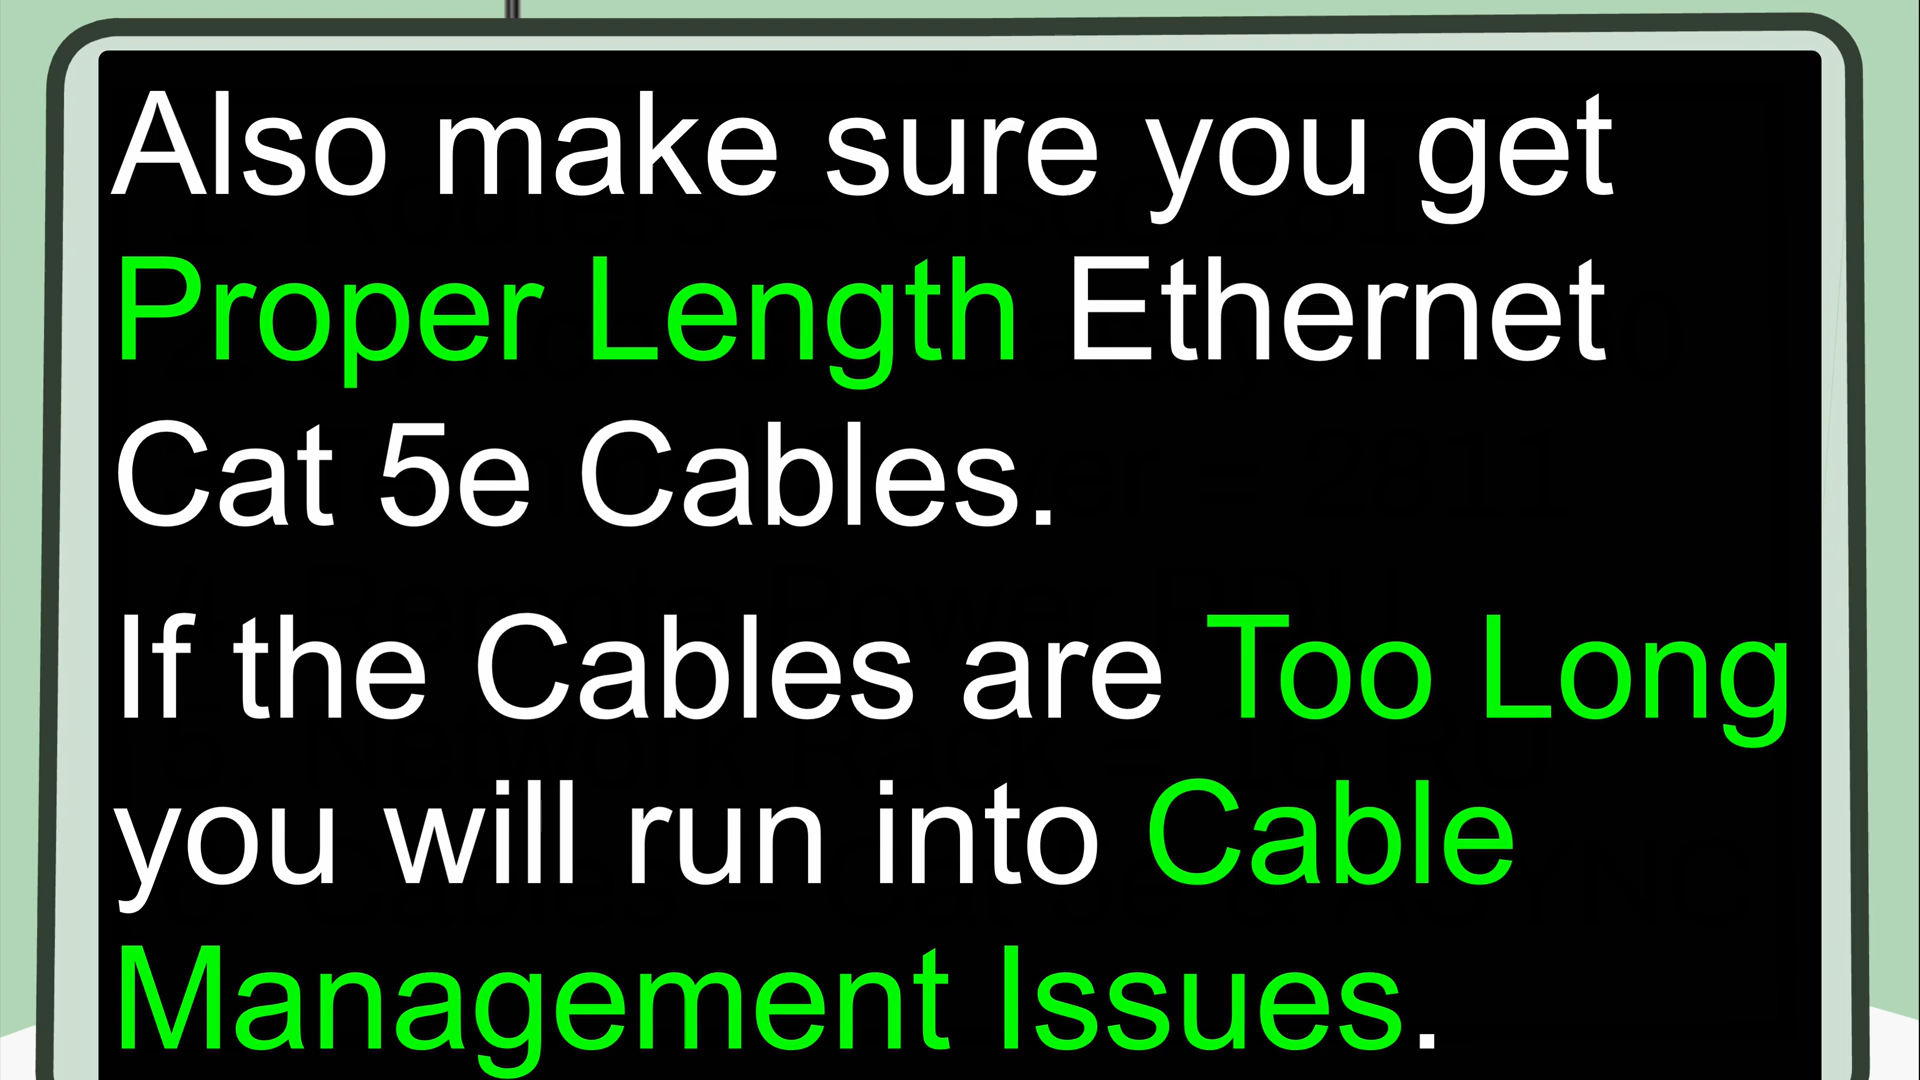 Also make sure you get
Proper Length Ethernet
Cat 5e Cables.
If the Cables are Too Long
you will run into Cable
Management Issues.